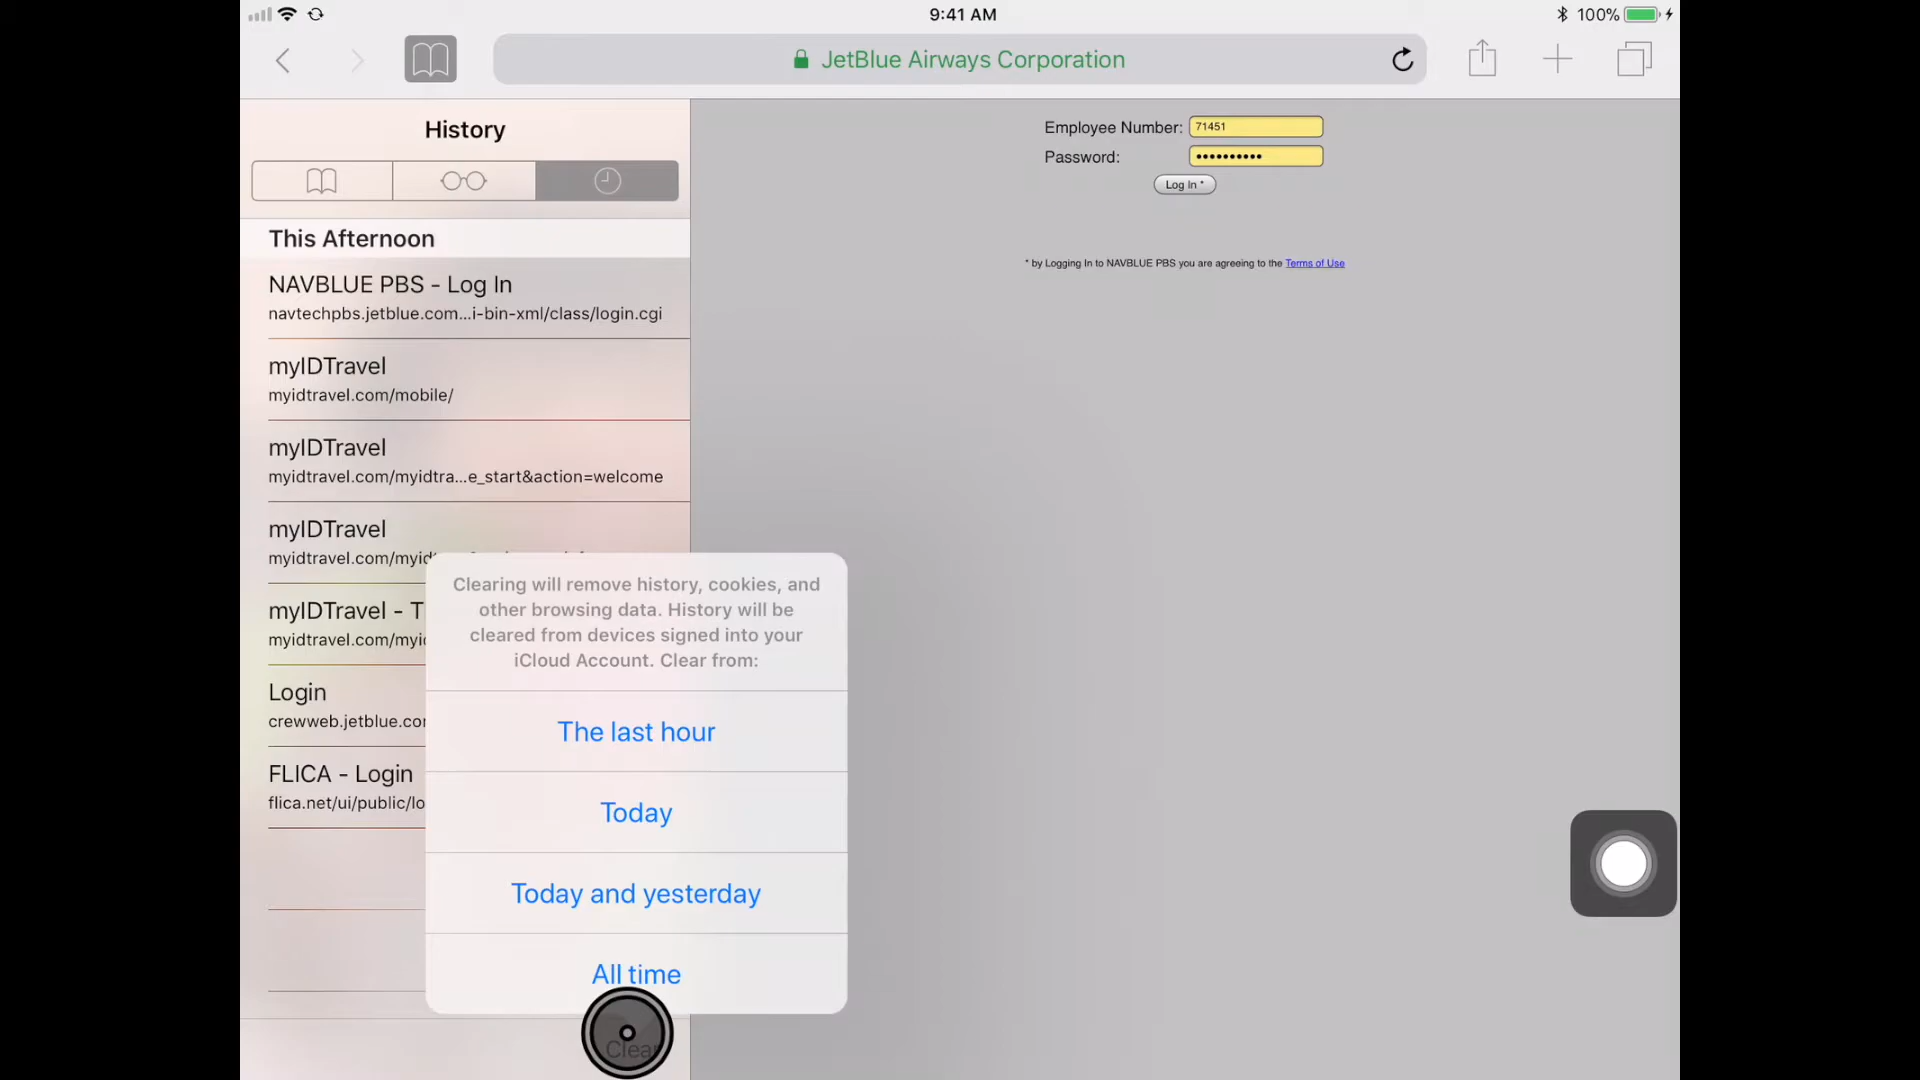 9:41 AM
100%
JetBlue Airways Corporation
History
This Afternoon
NAVBLUE PBS - Log In
navtechpbs.jetblue.com...i-bin-xml/class/login.cgi
myIDTravel
myidtravel.com/mobile/
myIDTravel
myidtravel.com/myidtra...e_start&action=welcome
myIDTravel
myidtravel.com/myid
myIDTravel - T
myidtravel.com/myid
Login
crewweb.jetblue.com
FLICA - Login
flica.net/ui/public/lo
Clearing will remove history, cookies, and
other browsing data. History will be
cleared from devices signed into your
iCloud Account. Clear from:
The last hour
Today
Today and yesterday
All time
Clear
Employee Number: 71451
Password: ••••••••••
Log In *
* by Logging In to NAVBLUE PBS you are agreeing to the Terms of Use